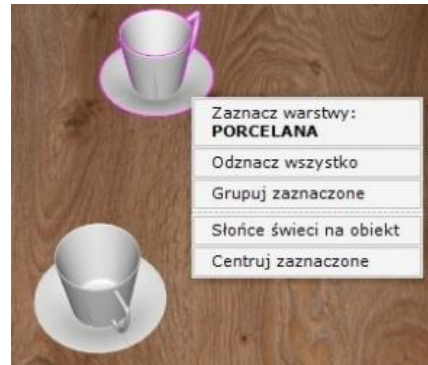 Zaznacz warstwy:
PORCELANA
Odznacz wszystko
Grupuj zaznaczone
Słońce świeci na obiekt
Centruj zaznaczone